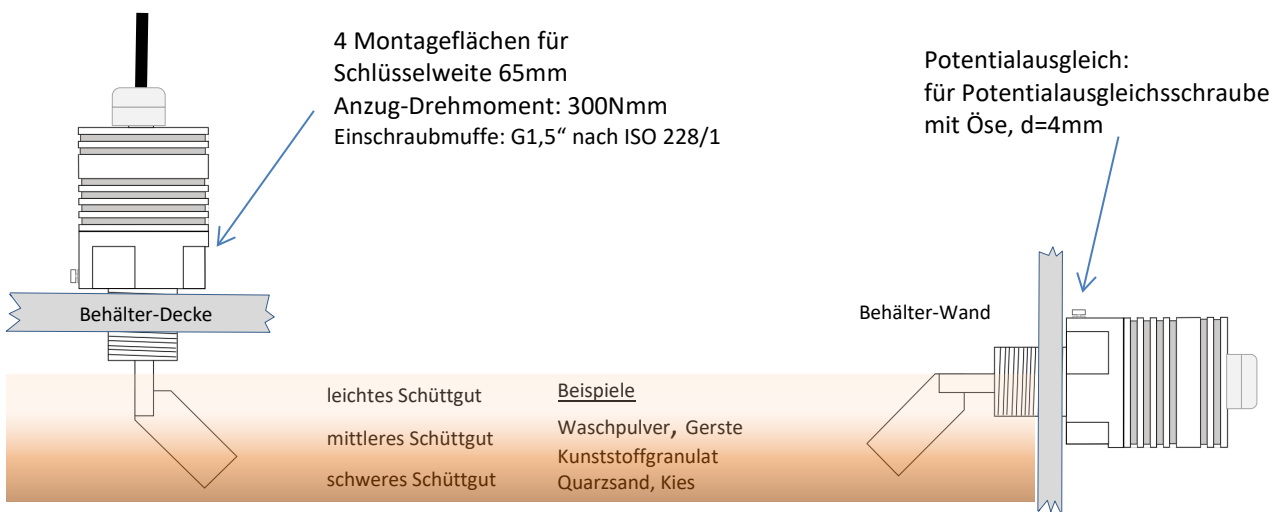 4 Montageflächen für
Schlüsselweite 65mm
Anzug-Drehmoment: 300Nmm
Einschraubmuffe: G1,5“ nach ISO 228/1
Potentialausgleich:
für Potentialausgleichsschraube
mit Öse, d=4mm
Behälter-Decke
Behälter-Wand
leichtes Schüttgut
mittleres Schüttgut
schweres Schüttgut
Beispiele
Waschpulver, Gerste
Kunststoffgranulat
Quarzsand, Kies